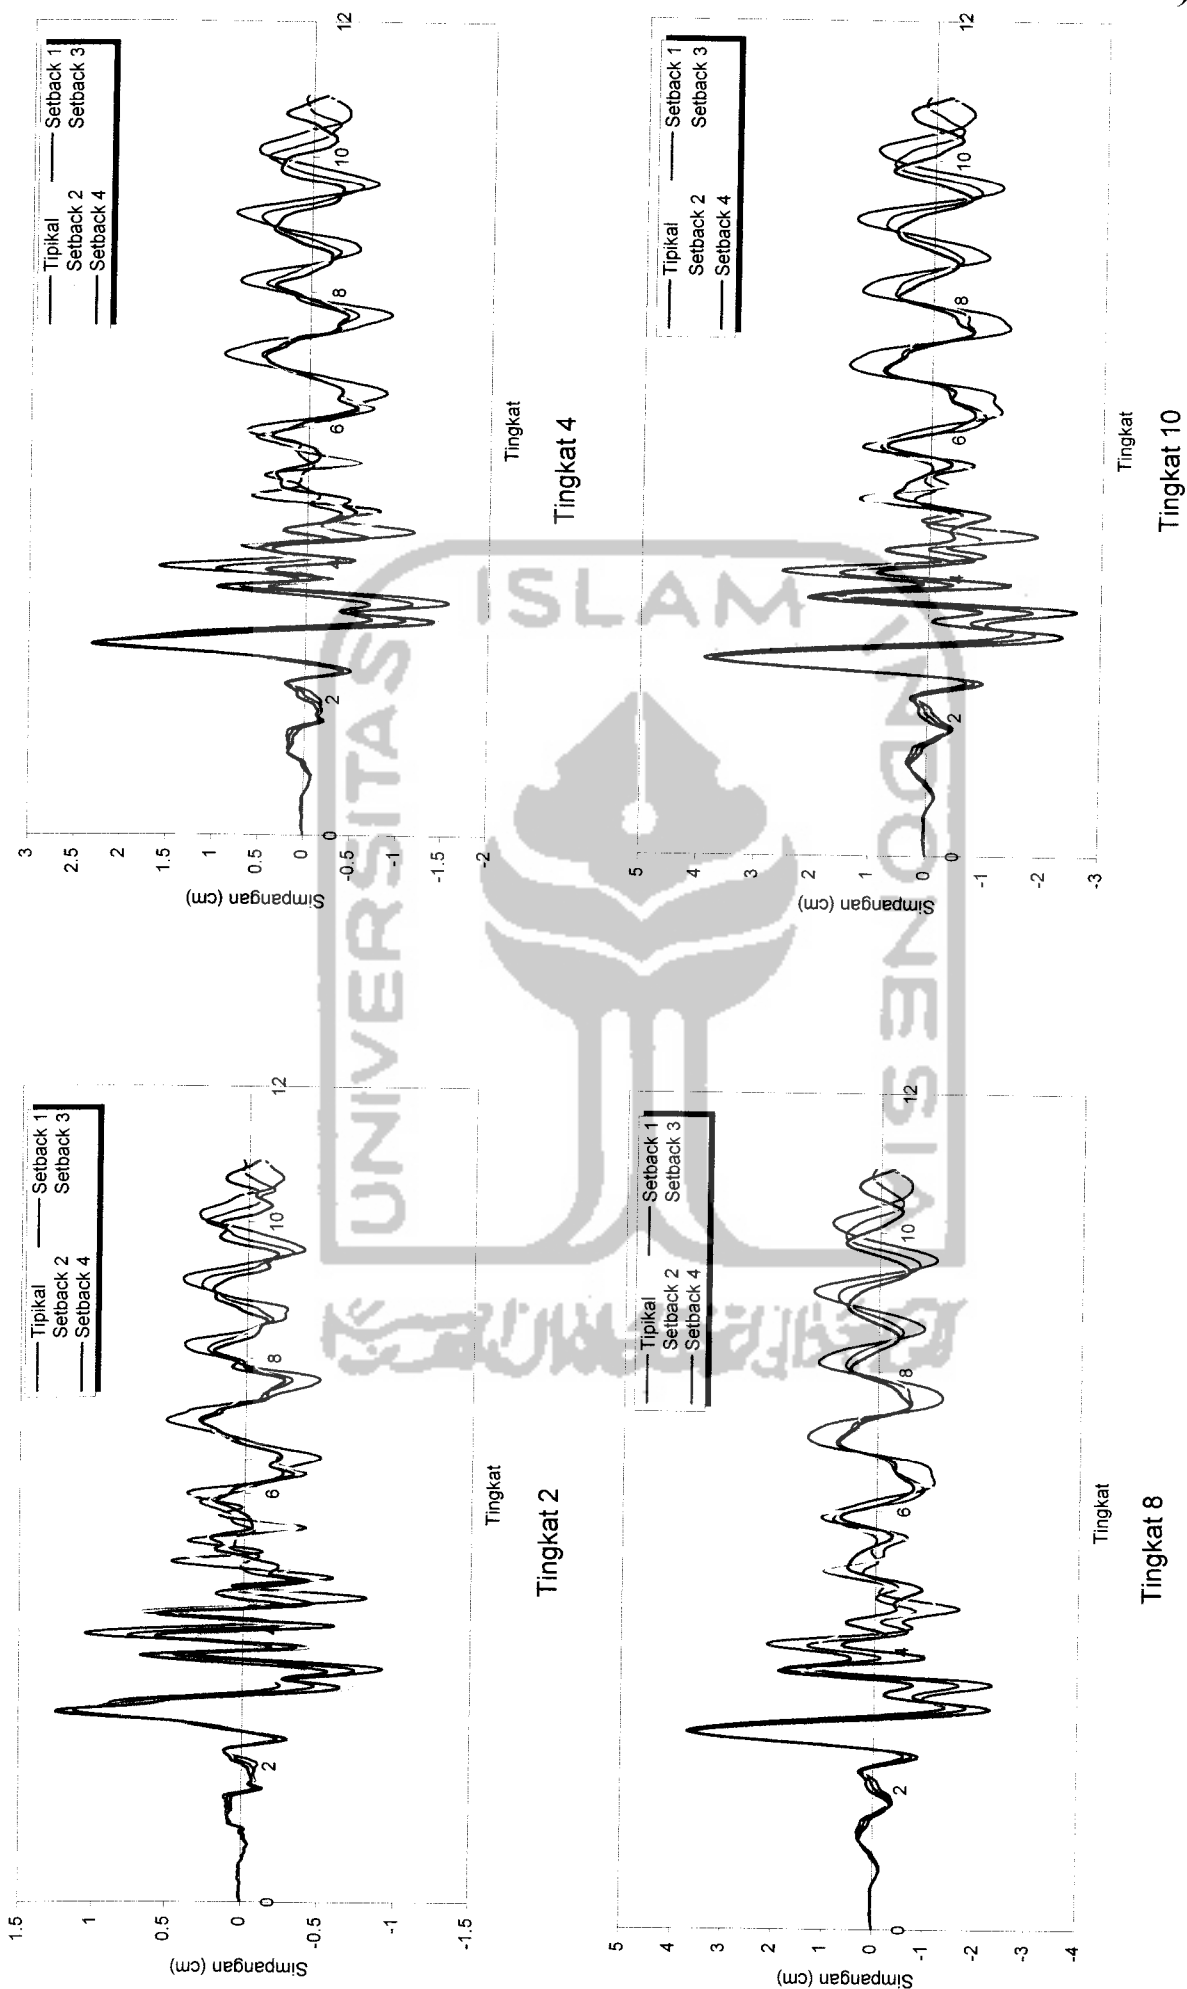 1.5
1
0.5
0
-0.5
-1
-1.5
Simpangan (cm)
0 2 6 8 10 12
Tipikal Setback 1
Setback 2 Setback 3
Setback 4
Tingkat
Tingkat 2
3
2.5
2
1.5
1
0.5
0
-0.5
-1
-1.5
-2
Simpangan (cm)
0 2 6 8 10 12
Tipikal Setback 1
Setback 2 Setback 3
Setback 4
Tingkat
Tingkat 4
5
4
3
2
1
0
-1
-2
-3
-4
Simpangan (cm)
0 2 4 6 8 10 12
Tipikal Setback 1
Setback 2 Setback 3
Setback 4
Tingkat
Tingkat 8
5
4
3
2
1
0
-1
-2
-3
Simpangan (cm)
0 2 4 6 8 10 12
Tipikal Setback 1
Setback 2 Setback 3
Setback 4
Tingkat
Tingkat 10
UNIVERSITAS
ISLAM
INDONESIA